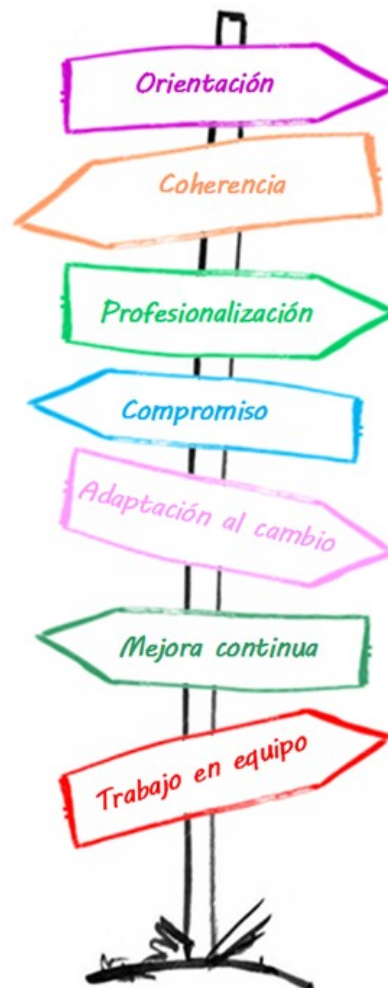 Orientación
Coherencia
Profesionalización
Compromiso
Adaptación al cambio
Mejora continua
Trabajo en equipo